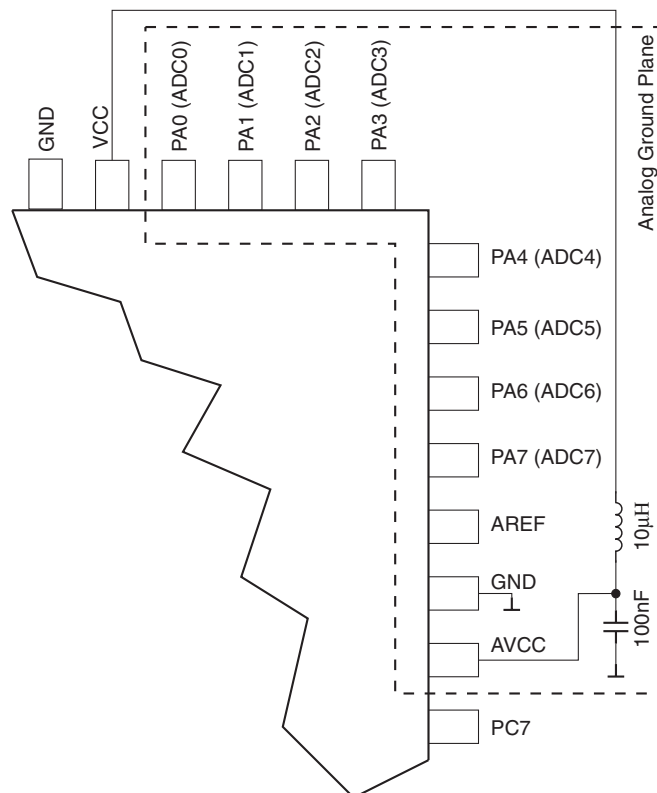 GND
VCC
PA0 (ADC0)
PA1 (ADC1)
PA2 (ADC2)
PA3 (ADC3)
Analog Ground Plane
PA4 (ADC4)
PA5 (ADC5)
PA6 (ADC6)
PA7 (ADC7)
AREF
10µH
GND
AVCC
100nF
PC7